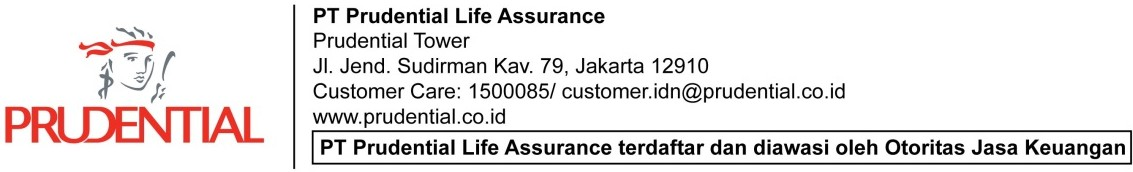 PRUDENTIAL
PT Prudential Life Assurance
Prudential Tower
Jl. Jend. Sudirman Kav. 79, Jakarta 12910
Customer Care: 1500085/ customer.idn@prudential.co.id
www.prudential.co.id
PT Prudential Life Assurance terdaftar dan diawasi oleh Otoritas Jasa Keuangan